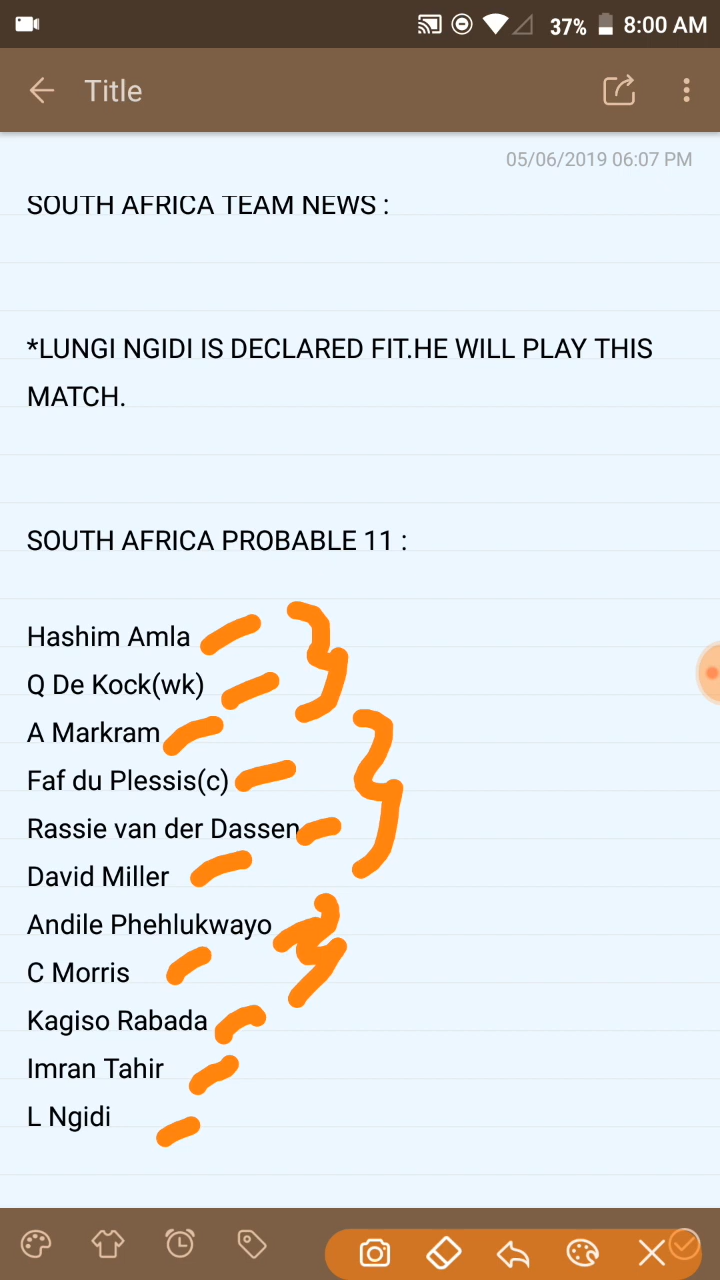 37% 8:00 AM
Title
05/06/2019 06:07 PM
SOUTH AFRICA TEAM NEWS :
*LUNGI NGIDI IS DECLARED FIT.HE WILL PLAY THIS
MATCH.
SOUTH AFRICA PROBABLE 11 :
Hashim Amla
Q De Kock(wk)
A Markram
Faf du Plessis(c)
Rassie van der Dassen
David Miller
Andile Phehlukwayo
C Morris
Kagiso Rabada
Imran Tahir
L Ngidi